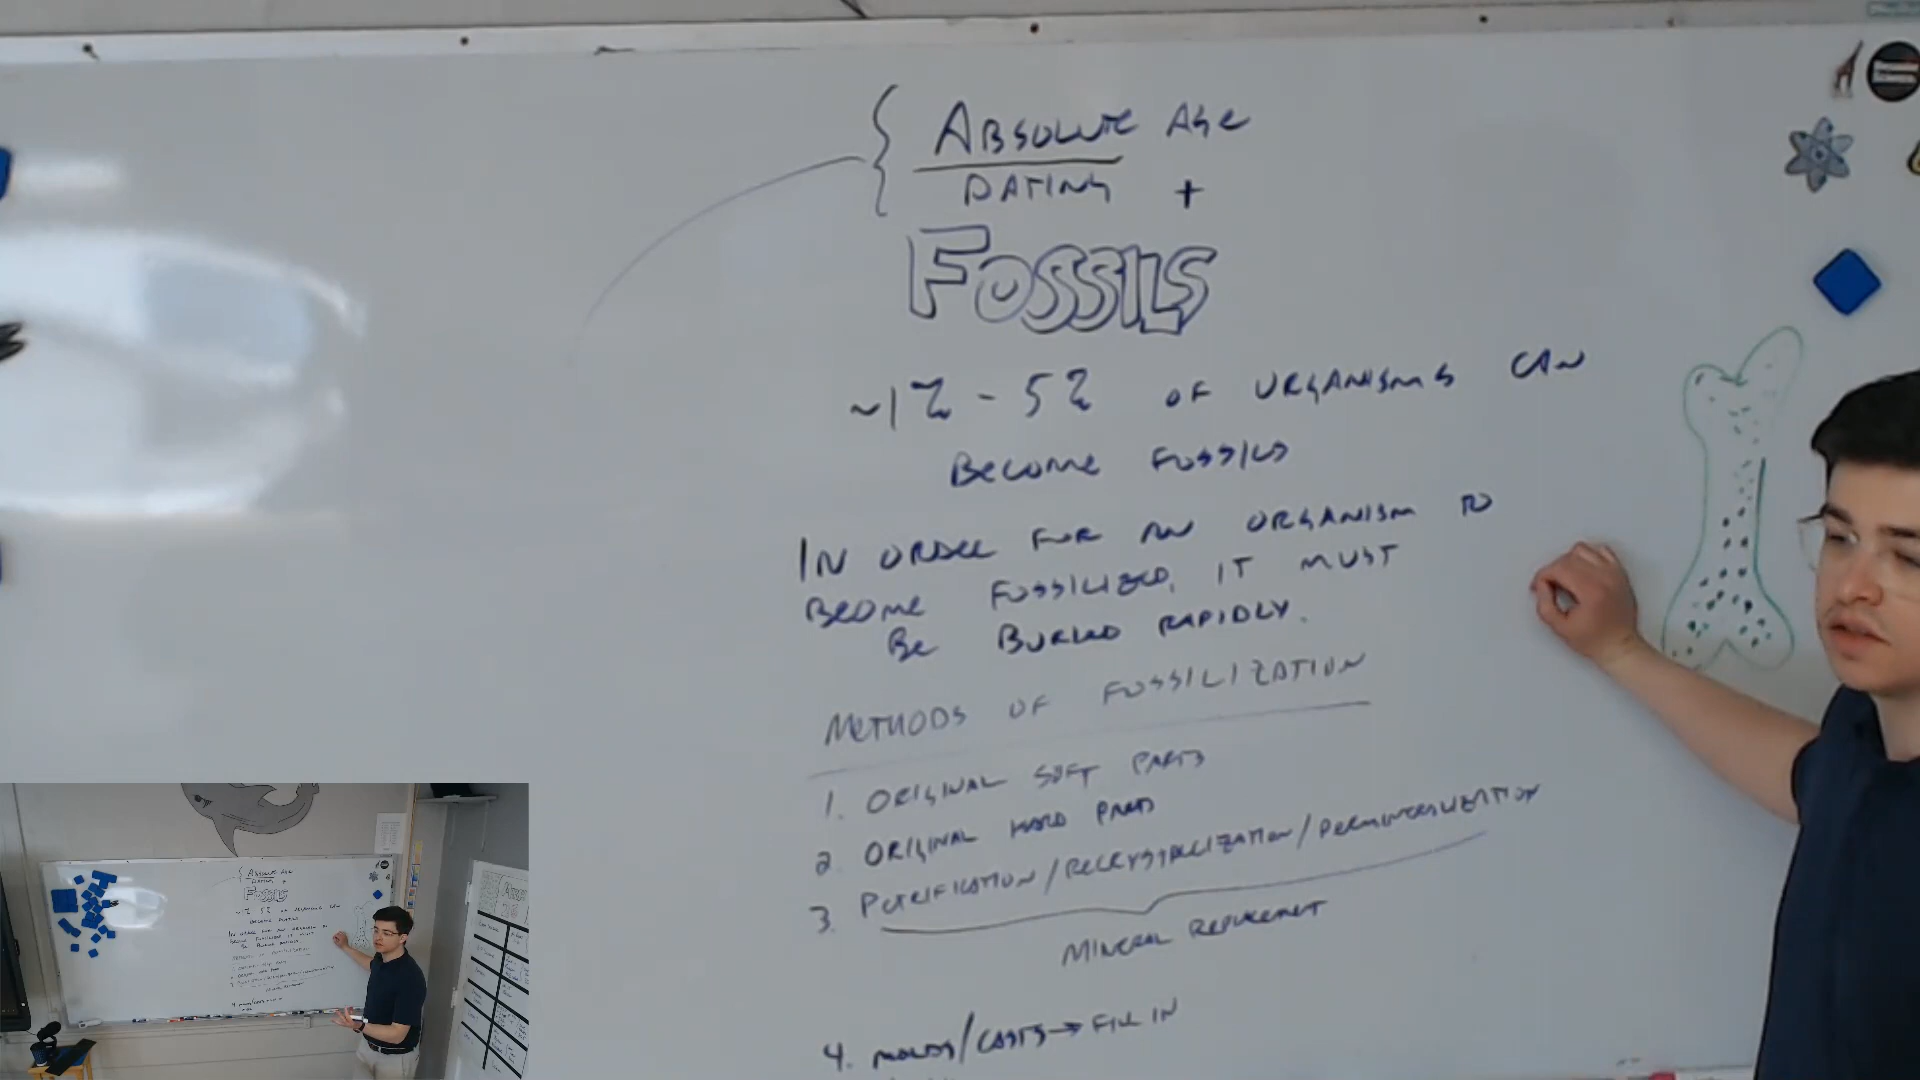 ABSOLUTE AGE
DATING +
FOSSILS
~1% - 5% OF ORGANISMS CAN
BECOME FOSSILS
IN ORDER FOR AN ORGANISM TO
BECOME FOSSILIZED, IT MUST
BE BURIED RAPIDLY.
METHODS OF FOSSILIZATION
1. ORIGINAL SOFT PARTS
2. ORIGINAL HARD PARTS
3. PETRIFICATION/RECRYSTALLIZATION/PERMINERALIZATION
MINERAL REPLACEMENT
4. MOLDS/CASTS→FILL IN